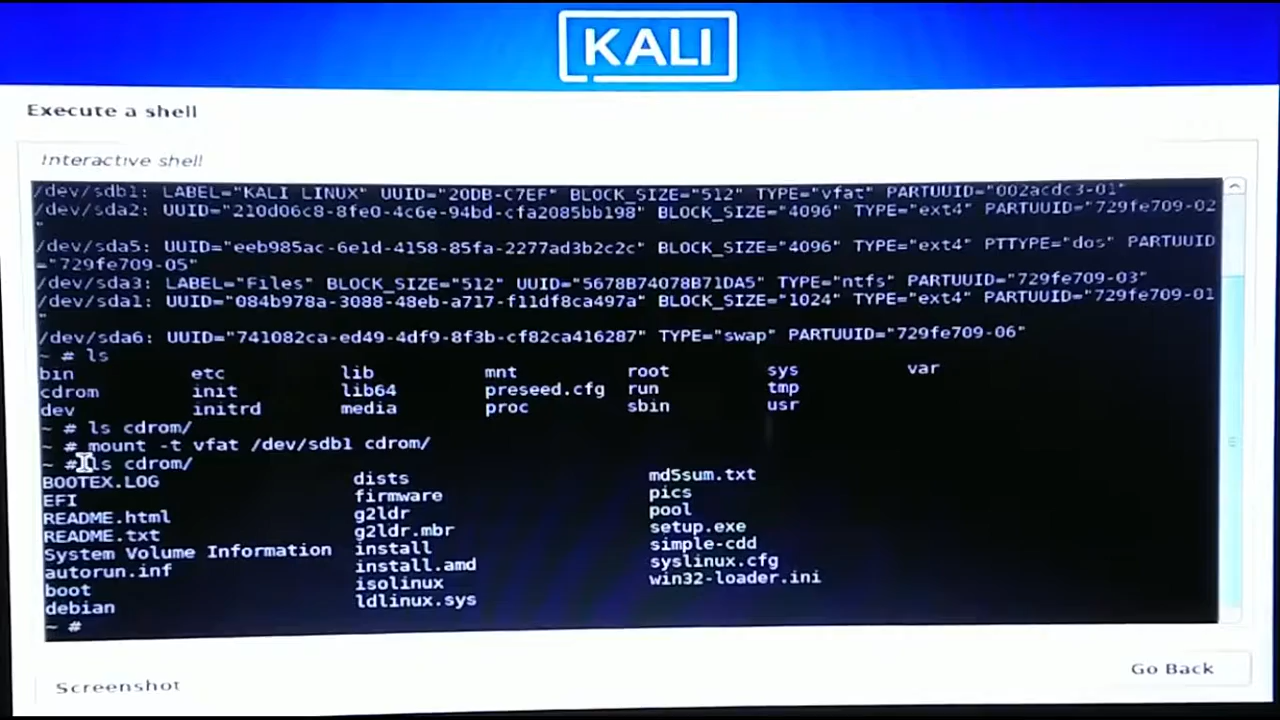 KALI
Execute a shell
Interactive shell
/dev/sdb1: LABEL="KALI LINUX" UUID="20DB-C7EF" BLOCK_SIZE="512" TYPE="vfat" PARTUUID="002acdc3-01"
/dev/sda2: UUID="210d06c8-8fe0-4c6e-94bd-cfa2085bb198" BLOCK_SIZE="4096" TYPE="ext4" PARTUUID="729fe709-02
"
/dev/sda5: UUID="eeb985ac-6e1d-4158-85fa-2277ad3b2c2c" BLOCK_SIZE="4096" TYPE="ext4" PTTYPE="dos" PARTUUID
="729fe709-05"
/dev/sda3: LABEL="Files" BLOCK_SIZE="512" UUID="5678B74078B71DA5" TYPE="ntfs" PARTUUID="729fe709-03"
/dev/sda1: UUID="084b978a-3088-48eb-a717-f11df8ca497a" BLOCK_SIZE="1024" TYPE="ext4" PARTUUID="729fe709-01
"
/dev/sda6: UUID="741082ca-ed49-4df9-8f3b-cf82ca416287" TYPE="swap" PARTUUID="729fe709-06"
~ # ls
bin etc lib mnt root sys var
cdrom init lib64 preseed.cfg run tmp
dev initrd media proc sbin usr
~ # ls cdrom/
~ # mount -t vfat /dev/sdb1 cdrom/
~ # ls cdrom/
BOOTEX.LOG dists md5sum.txt
EFI firmware pics
README.html g2ldr pool
README.txt g2ldr.mbr setup.exe
System Volume Information install simple-cdd
autorun.inf install.amd syslinux.cfg
boot isolinux win32-loader.ini
debian ldlinux.sys
~ #
Screenshot
Go Back